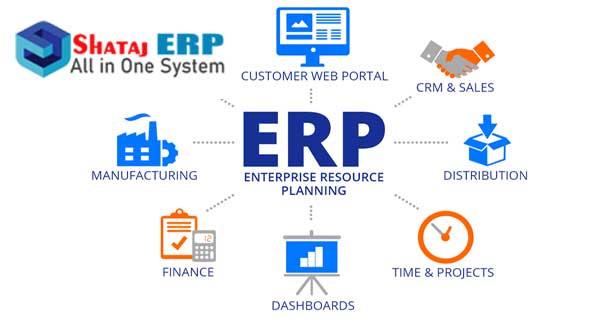 SHATAJ ERP
All in One System
CUSTOMER WEB PORTAL
CRM & SALES
ERP
ENTERPRISE RESOURCE
PLANNING
MANUFACTURING
DISTRIBUTION
12
FINANCE
DASHBOARDS
TIME & PROJECTS